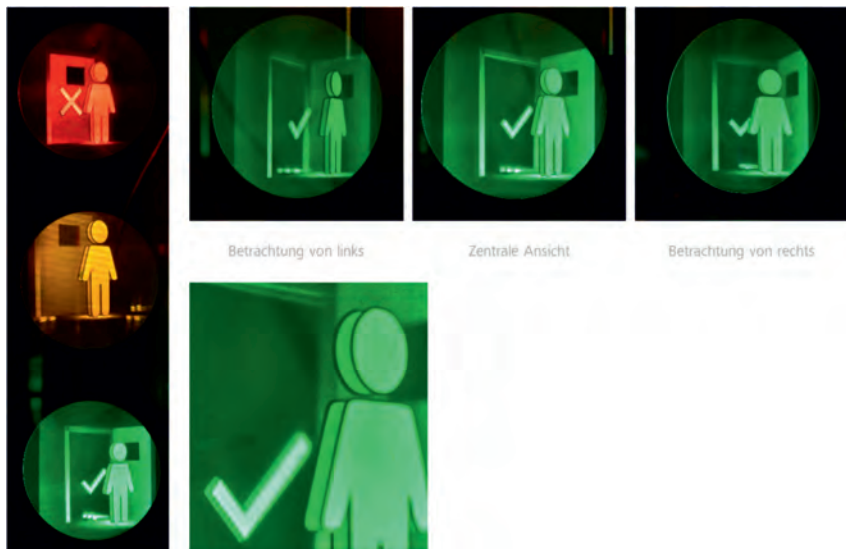 Betrachtung von links
Zentrale Ansicht
Betrachtung von rechts